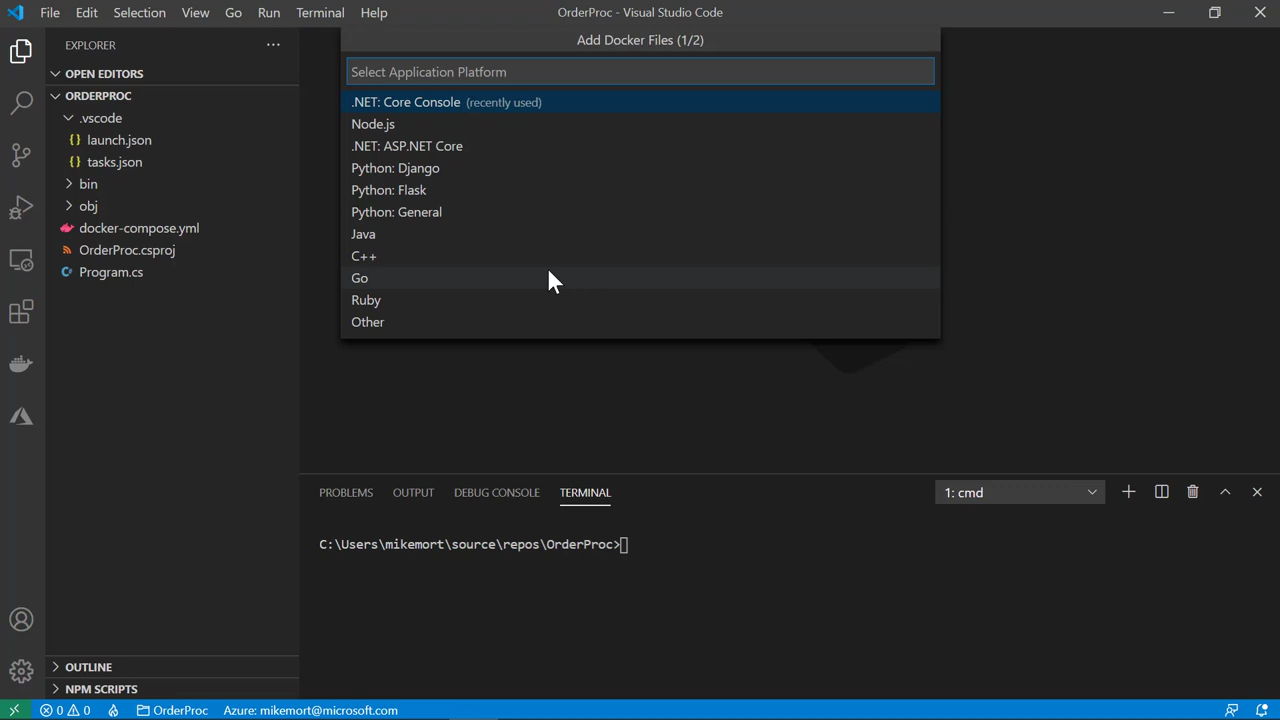 File Edit Selection View Go Run Terminal Help OrderProc - Visual Studio Code
EXPLORER
OPEN EDITORS
ORDERPROC
.vscode
{} launch.json
{} tasks.json
bin
obj
docker-compose.yml
OrderProc.csproj
Program.cs
OUTLINE
NPM SCRIPTS
Add Docker Files (1/2)
Select Application Platform
.NET: Core Console (recently used)
Node.js
.NET: ASP.NET Core
Python: Django
Python: Flask
Python: General
Java
C++
Go
Ruby
Other
PROBLEMS OUTPUT DEBUG CONSOLE TERMINAL 1: cmd
C:\Users\mikemort\source\repos\OrderProc>
0 0 OrderProc Azure: mikemort@microsoft.com